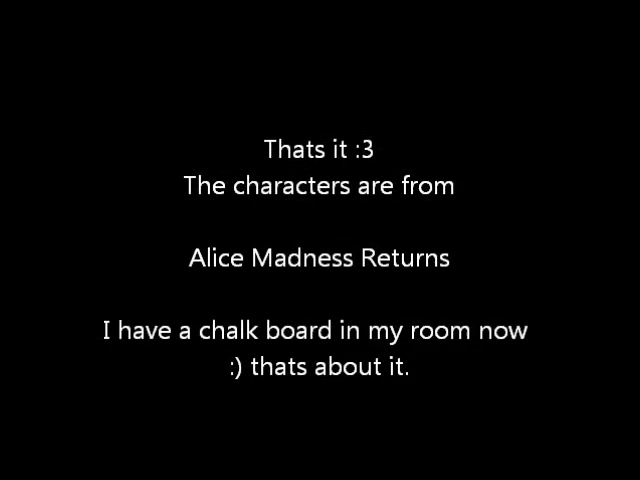 Thats it :3
The characters are from
Alice Madness Returns
I have a chalk board in my room now
:) thats about it.